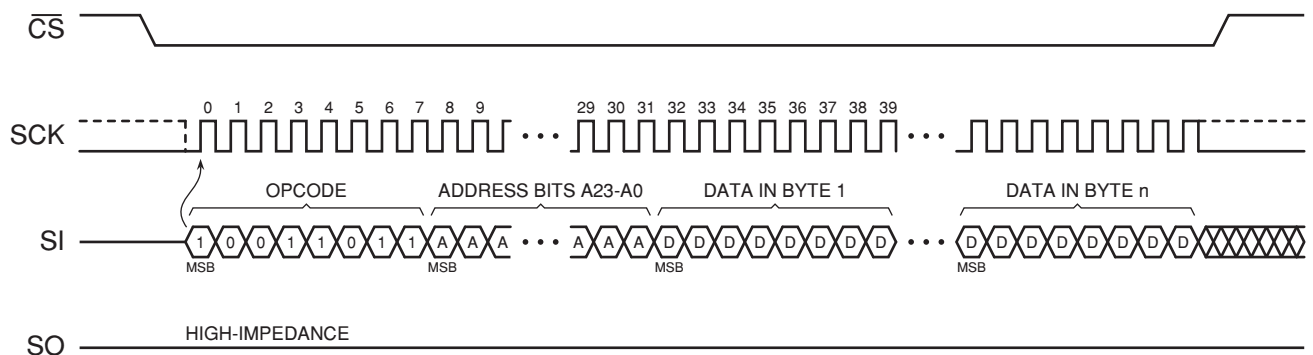 CS
0 1 2 3 4 5 6 7 8 9 29 30 31 32 33 34 35 36 37 38 39
SCK
OPCODE ADDRESS BITS A23-A0 DATA IN BYTE 1 DATA IN BYTE n
SI 1 0 0 1 1 0 1 1 A A A A A A D D D D D D D D D D D D D D D D
MSB MSB MSB MSB
HIGH-IMPEDANCE
SO